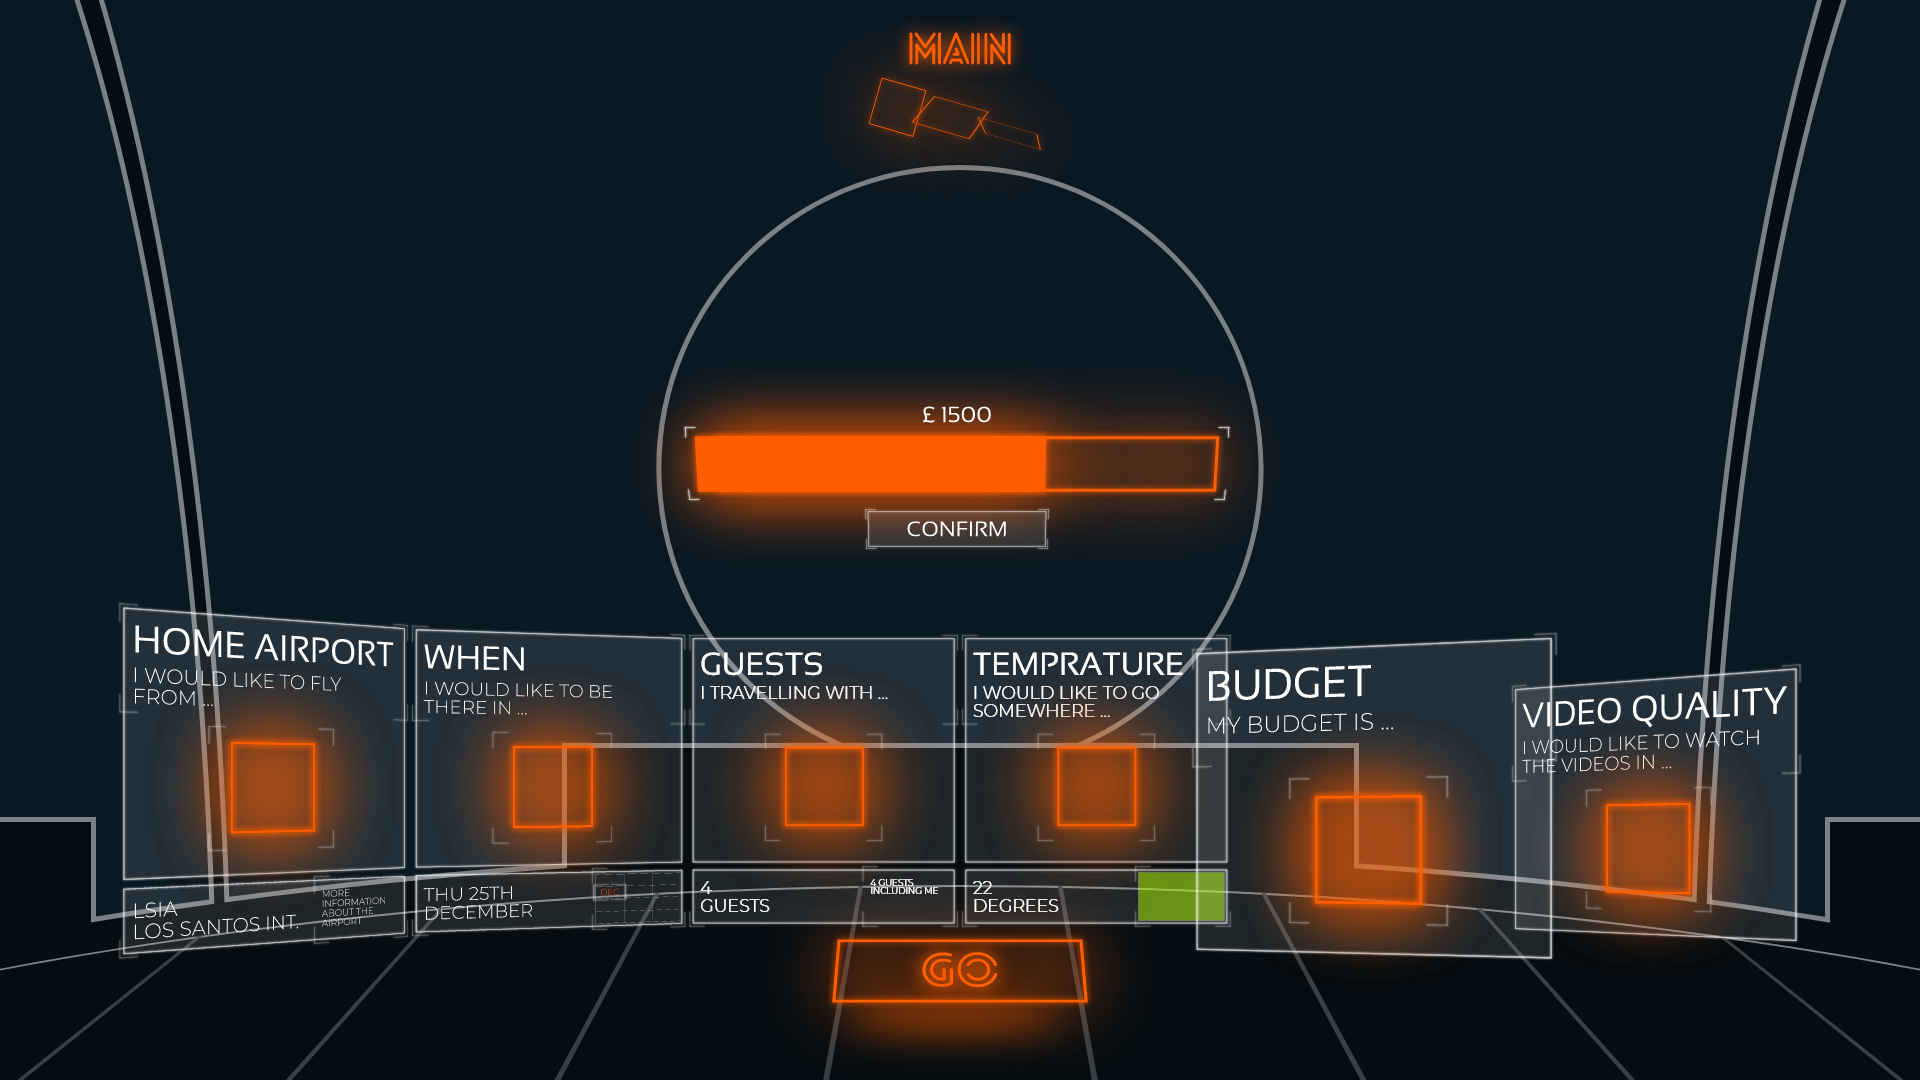 MAIN
£ 1500
CONFIRM
HOME AIRPORT
I WOULD LIKE TO FLY
FROM ...
LSIA
LOS SANTOS INT.
MORE
INFORMATION
ABOUT THE
AIRPORT
WHEN
I WOULD LIKE TO BE
THERE IN ...
THU 25TH
DECEMBER
DEC
GUESTS
I TRAVELLING WITH ...
4
GUESTS
4 GUESTS
INCLUDING ME
TEMPRATURE
I WOULD LIKE TO GO
SOMEWHERE ...
22
DEGREES
BUDGET
MY BUDGET IS ...
VIDEO QUALITY
I WOULD LIKE TO WATCH
THE VIDEOS IN ...
GO